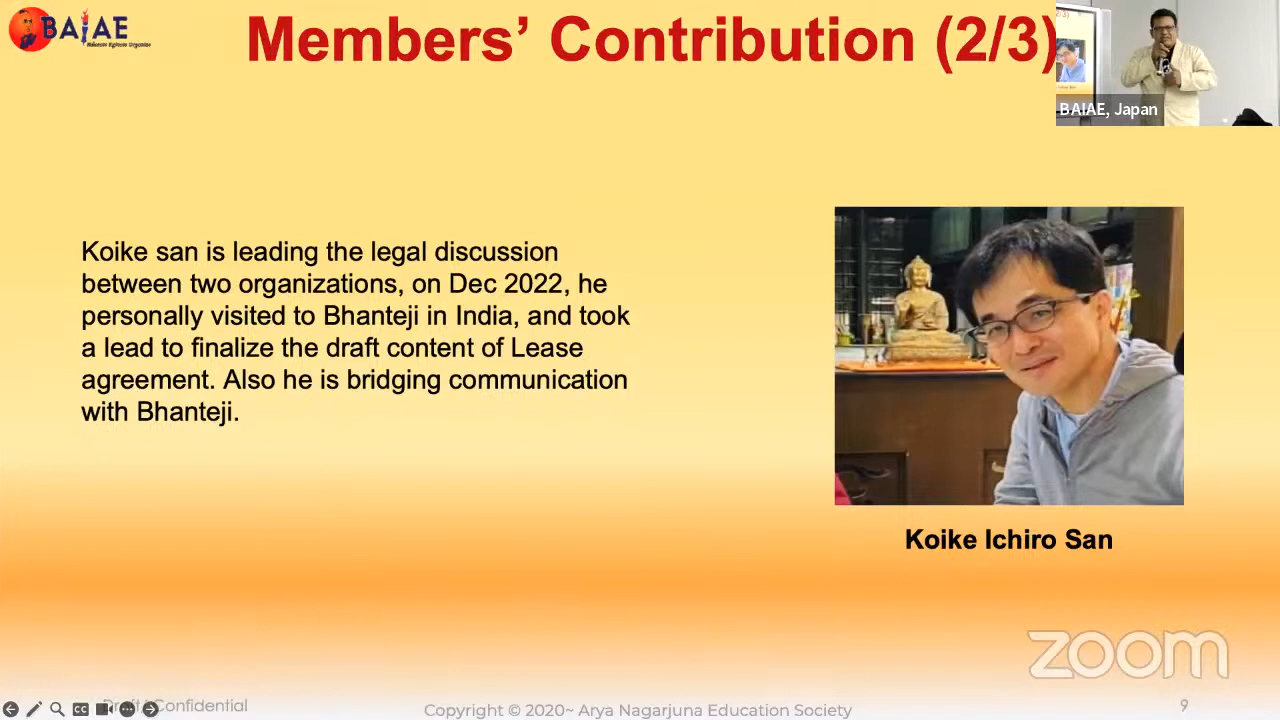 BAIAE
Members’ Contribution (2/3)
BAIAE, Japan
Koike san is leading the legal discussion
between two organizations, on Dec 2022, he
personally visited to Bhanteji in India, and took
a lead to finalize the draft content of Lease
agreement. Also he is bridging communication
with Bhanteji.
Koike Ichiro San
zoom
CC
Confidential
Copyright © 2020~ Arya Nagarjuna Education Society
9